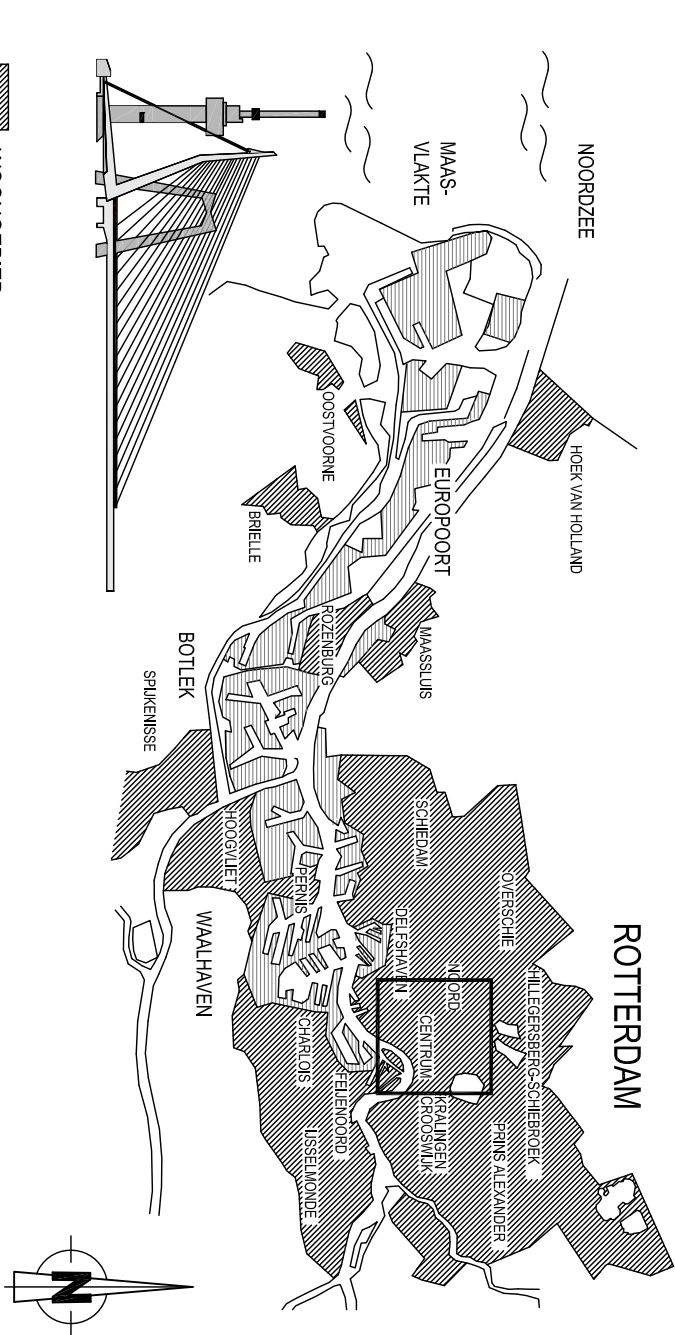 ROTTERDAM
NOORDZEE
HOEK VAN HOLLAND
HILLEGERSBERG-SCHIEBROEK
OVERSCHIE
PRINS ALEXANDER
MAAS-
VLAKTE
EUROPOORT
MAASSLUIS
SCHIEDAM
NOORD
CENTRUM
KRALINGEN
CROOSWIJK
DELFSHAVEN
OOSTVOORNE
ROZENBURG
PERNIS
FEIJENOORD
CHARLOIS
IJSSELMONDE
BRIELLE
HOOGVLIET
WAALHAVEN
BOTLEK
SPIJKENISSE
N